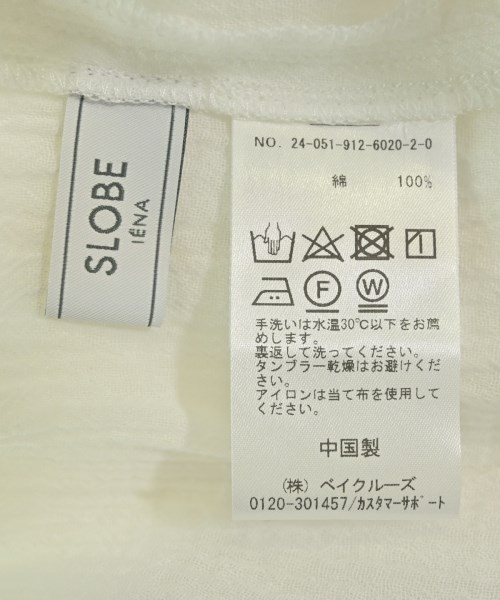 SLOBE
IÉNA
NO. 24-051-912-6020-2-0
綿 100%
F W
手洗いは水温30℃以下をお薦
めします。
裏返して洗ってください。
タンブラー乾燥はお避けくだ
さい。
アイロンは当て布を使用して
ください。
中国製
(株) ベイクルーズ
0120-301457/カスタマーサポート